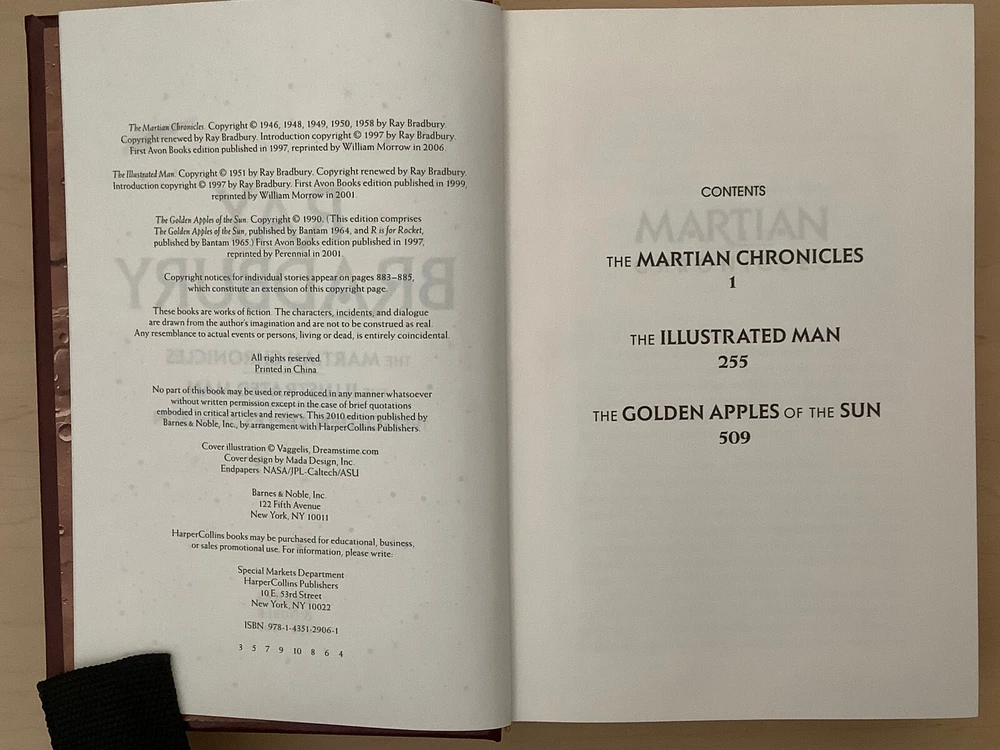 The Martian Chronicles. Copyright © 1946, 1948, 1949, 1950, 1958 by Ray Bradbury.
Copyright renewed by Ray Bradbury. Introduction copyright © 1997 by Ray Bradbury.
First Avon Books edition published in 1997, reprinted by William Morrow in 2006.
The Illustrated Man. Copyright © 1951 by Ray Bradbury. Copyright renewed by Ray Bradbury.
Introduction copyright © 1997 by Ray Bradbury. First Avon Books edition published in 1999,
reprinted by William Morrow in 2001.
The Golden Apples of the Sun. Copyright © 1990. (This edition comprises
The Golden Apples of the Sun, published by Bantam 1964, and R is for Rocket,
published by Bantam 1965.) First Avon Books edition published in 1997,
reprinted by Perennial in 2001.
Copyright notices for individual stories appear on pages 883–885,
which constitute an extension of this copyright page.
These books are works of fiction. The characters, incidents, and dialogue
are drawn from the author's imagination and are not to be construed as real.
Any resemblance to actual events or persons, living or dead, is entirely coincidental.
All rights reserved.
Printed in China.
No part of this book may be used or reproduced in any manner whatsoever
without written permission except in the case of brief quotations
embodied in critical articles and reviews. This 2010 edition published by
Barnes & Noble, Inc., by arrangement with HarperCollins Publishers.
Cover illustration © Vaggelis, Dreamstime.com
Cover design by Mada Design, Inc.
Endpapers: NASA/JPL-Caltech/ASU
Barnes & Noble, Inc.
122 Fifth Avenue
New York, NY 10011
HarperCollins books may be purchased for educational, business,
or sales promotional use. For information, please write:
Special Markets Department
HarperCollins Publishers
10 E. 53rd Street
New York, NY 10022
ISBN 978-1-4351-2906-1
3 5 7 9 10 8 6 4
CONTENTS
THE MARTIAN CHRONICLES
1
THE ILLUSTRATED MAN
255
THE GOLDEN APPLES OF THE SUN
509